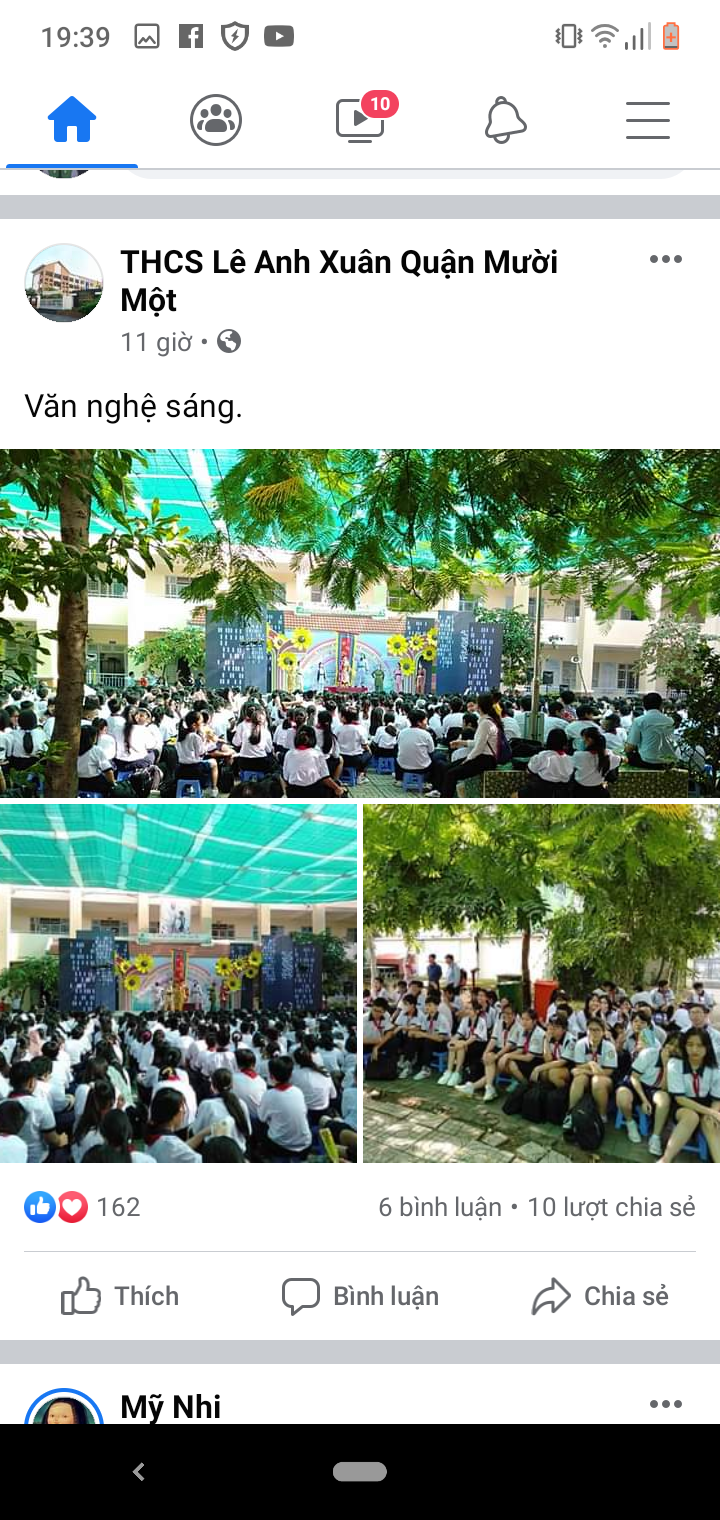 19:39
10
THCS Lê Anh Xuân Quận Mười
Một
11 giờ •
Văn nghệ sáng.
162
6 bình luận • 10 lượt chia sẻ
Thích
Bình luận
Chia sẻ
Mỹ Nhi